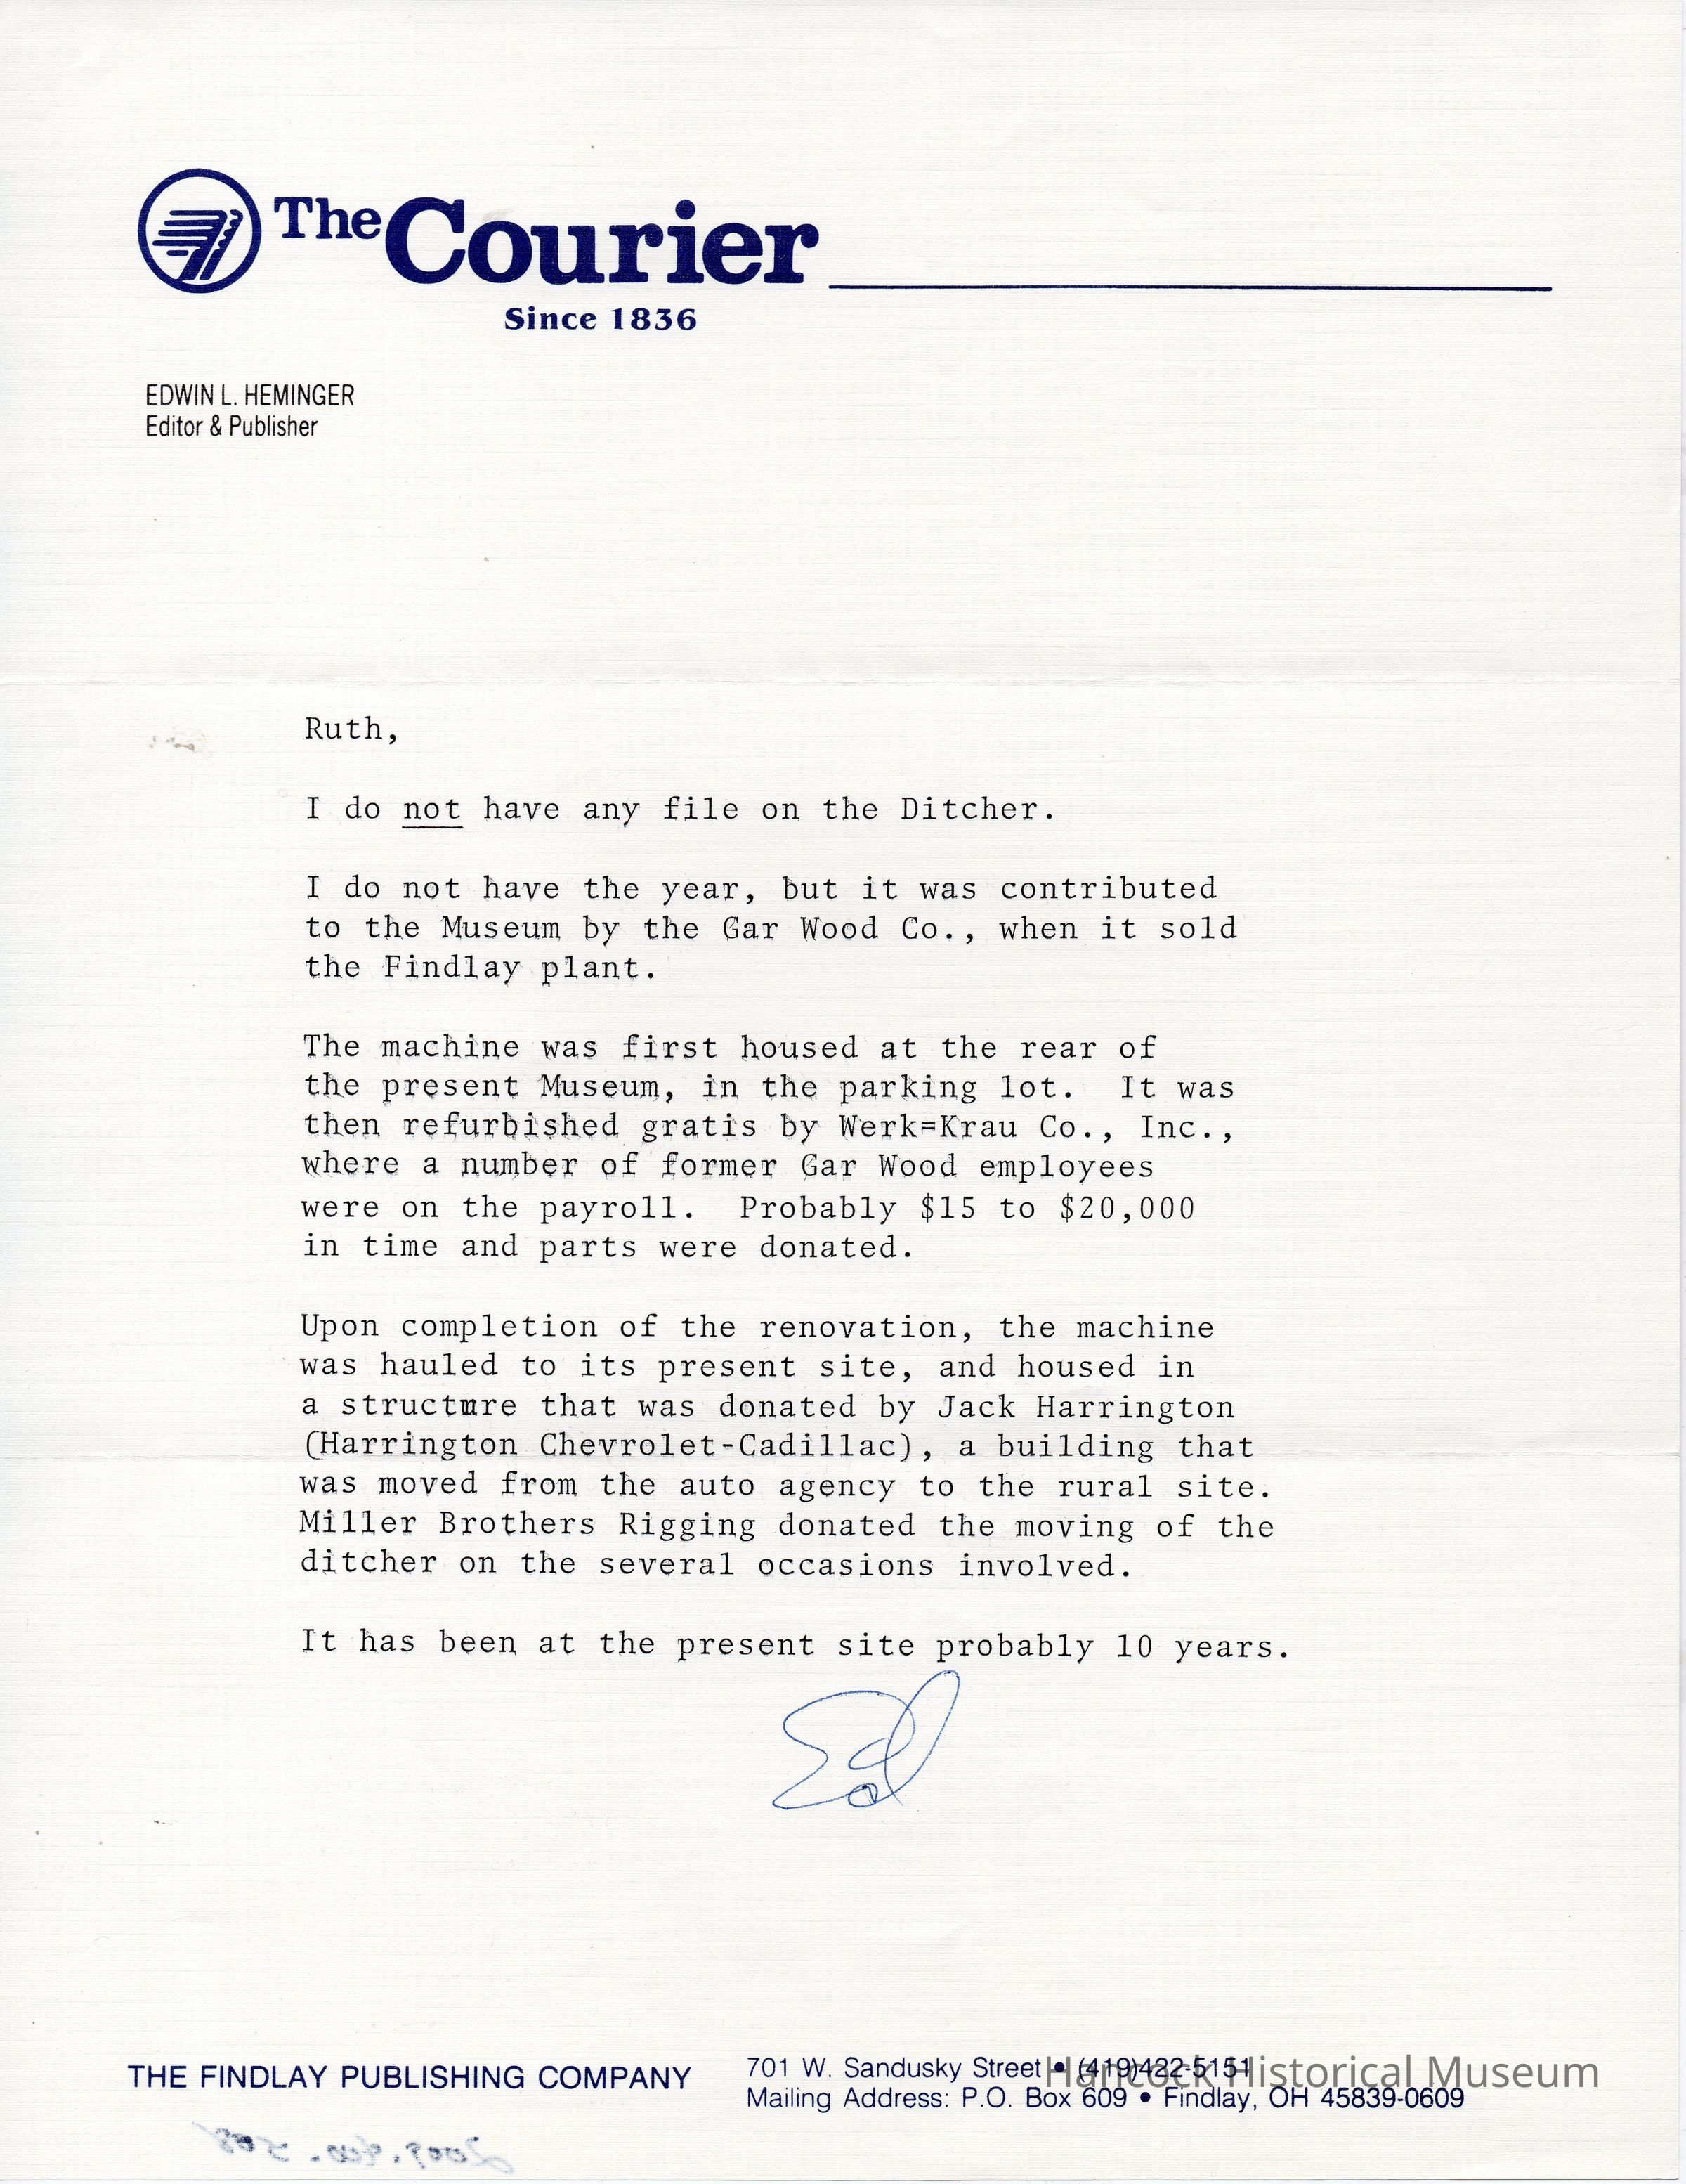 The Courier
Since 1836
EDWIN L. HEMINGER
Editor & Publisher
Ruth,
I do not have any file on the Ditcher.
I do not have the year, but it was contributed
to the Museum by the Gar Wood Co., when it sold
the Findlay plant.
The machine was first housed at the rear of
the present Museum, in the parking lot.  It was
then refurbished gratis by Werk=Krau Co., Inc.,
where a number of former Gar Wood employees
were on the payroll.  Probably $15 to $20,000
in time and parts were donated.
Upon completion of the renovation, the machine
was hauled to its present site, and housed in
a structure that was donated by Jack Harrington
(Harrington Chevrolet-Cadillac), a building that
was moved from the auto agency to the rural site.
Miller Brothers Rigging donated the moving of the
ditcher on the several occasions involved.
It has been at the present site probably 10 years.
Ed
THE FINDLAY PUBLISHING COMPANY
701 W. Sandusky Street • (419)422-5151
Mailing Address: P.O. Box 609 • Findlay, OH 45839-0609
Hancock Historical Museum